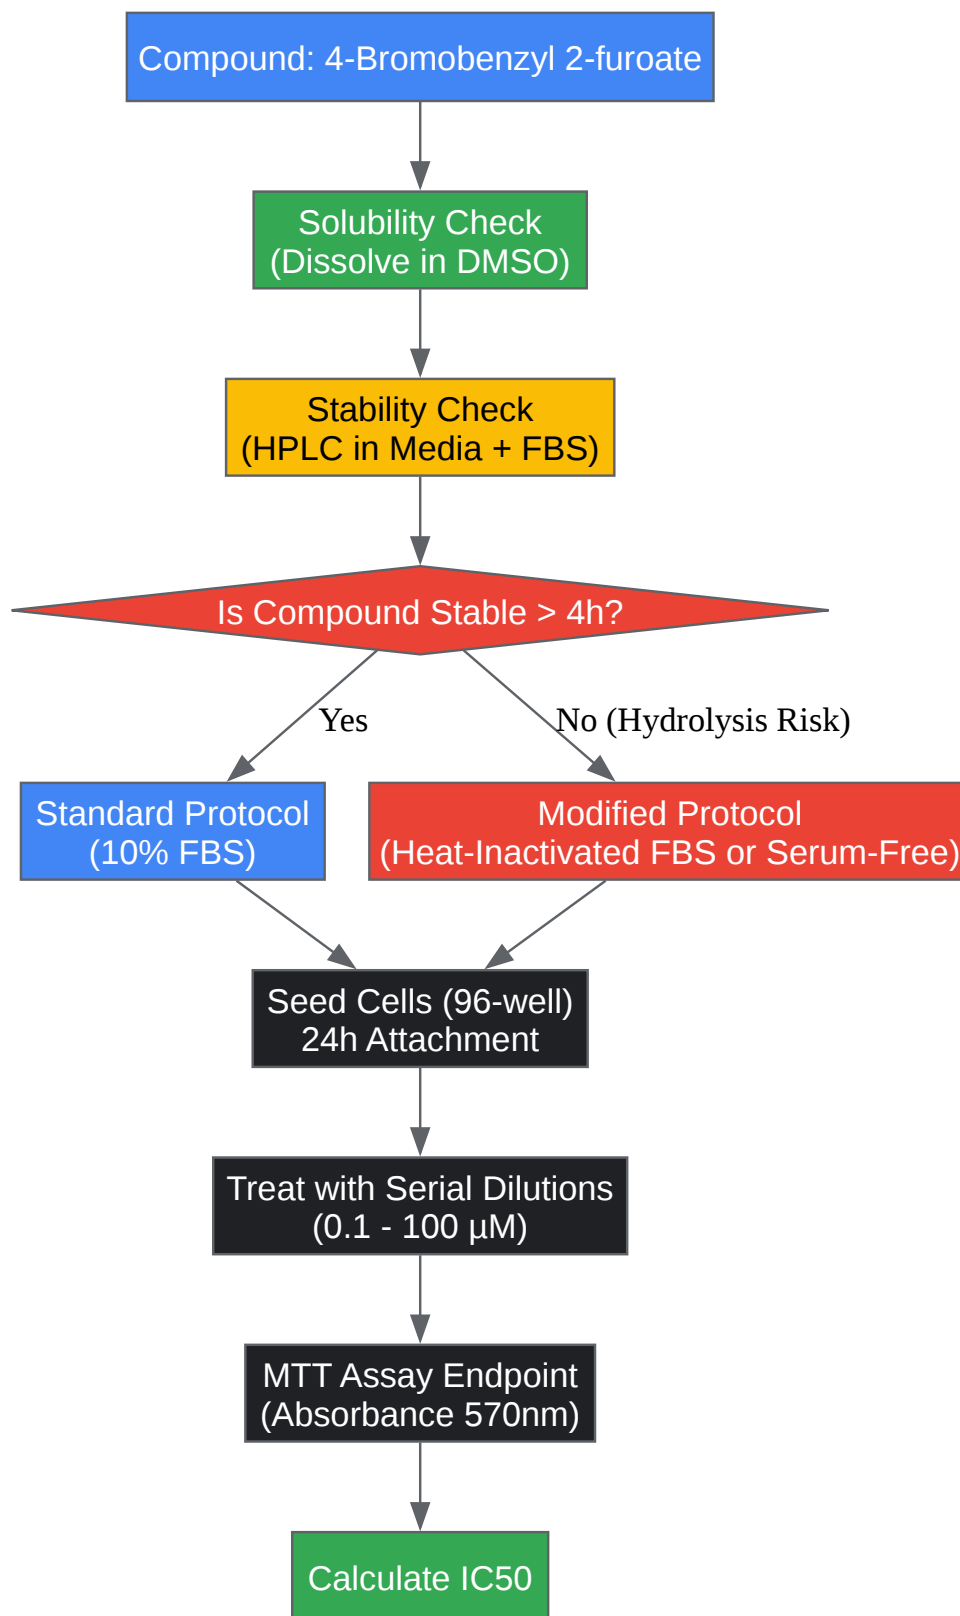 Compound: 4-Bromobenzyl 2-furoate
Solubility Check
(Dissolve in DMSO)
Stability Check
(HPLC in Media + FBS)
Is Compound Stable > 4h?
Yes
No (Hydrolysis Risk)
Standard Protocol
(10% FBS)
Modified Protocol
(Heat-Inactivated FBS or Serum-Free)
Seed Cells (96-well)
24h Attachment
Treat with Serial Dilutions
(0.1 - 100 µM)
MTT Assay Endpoint
(Absorbance 570nm)
Calculate IC50